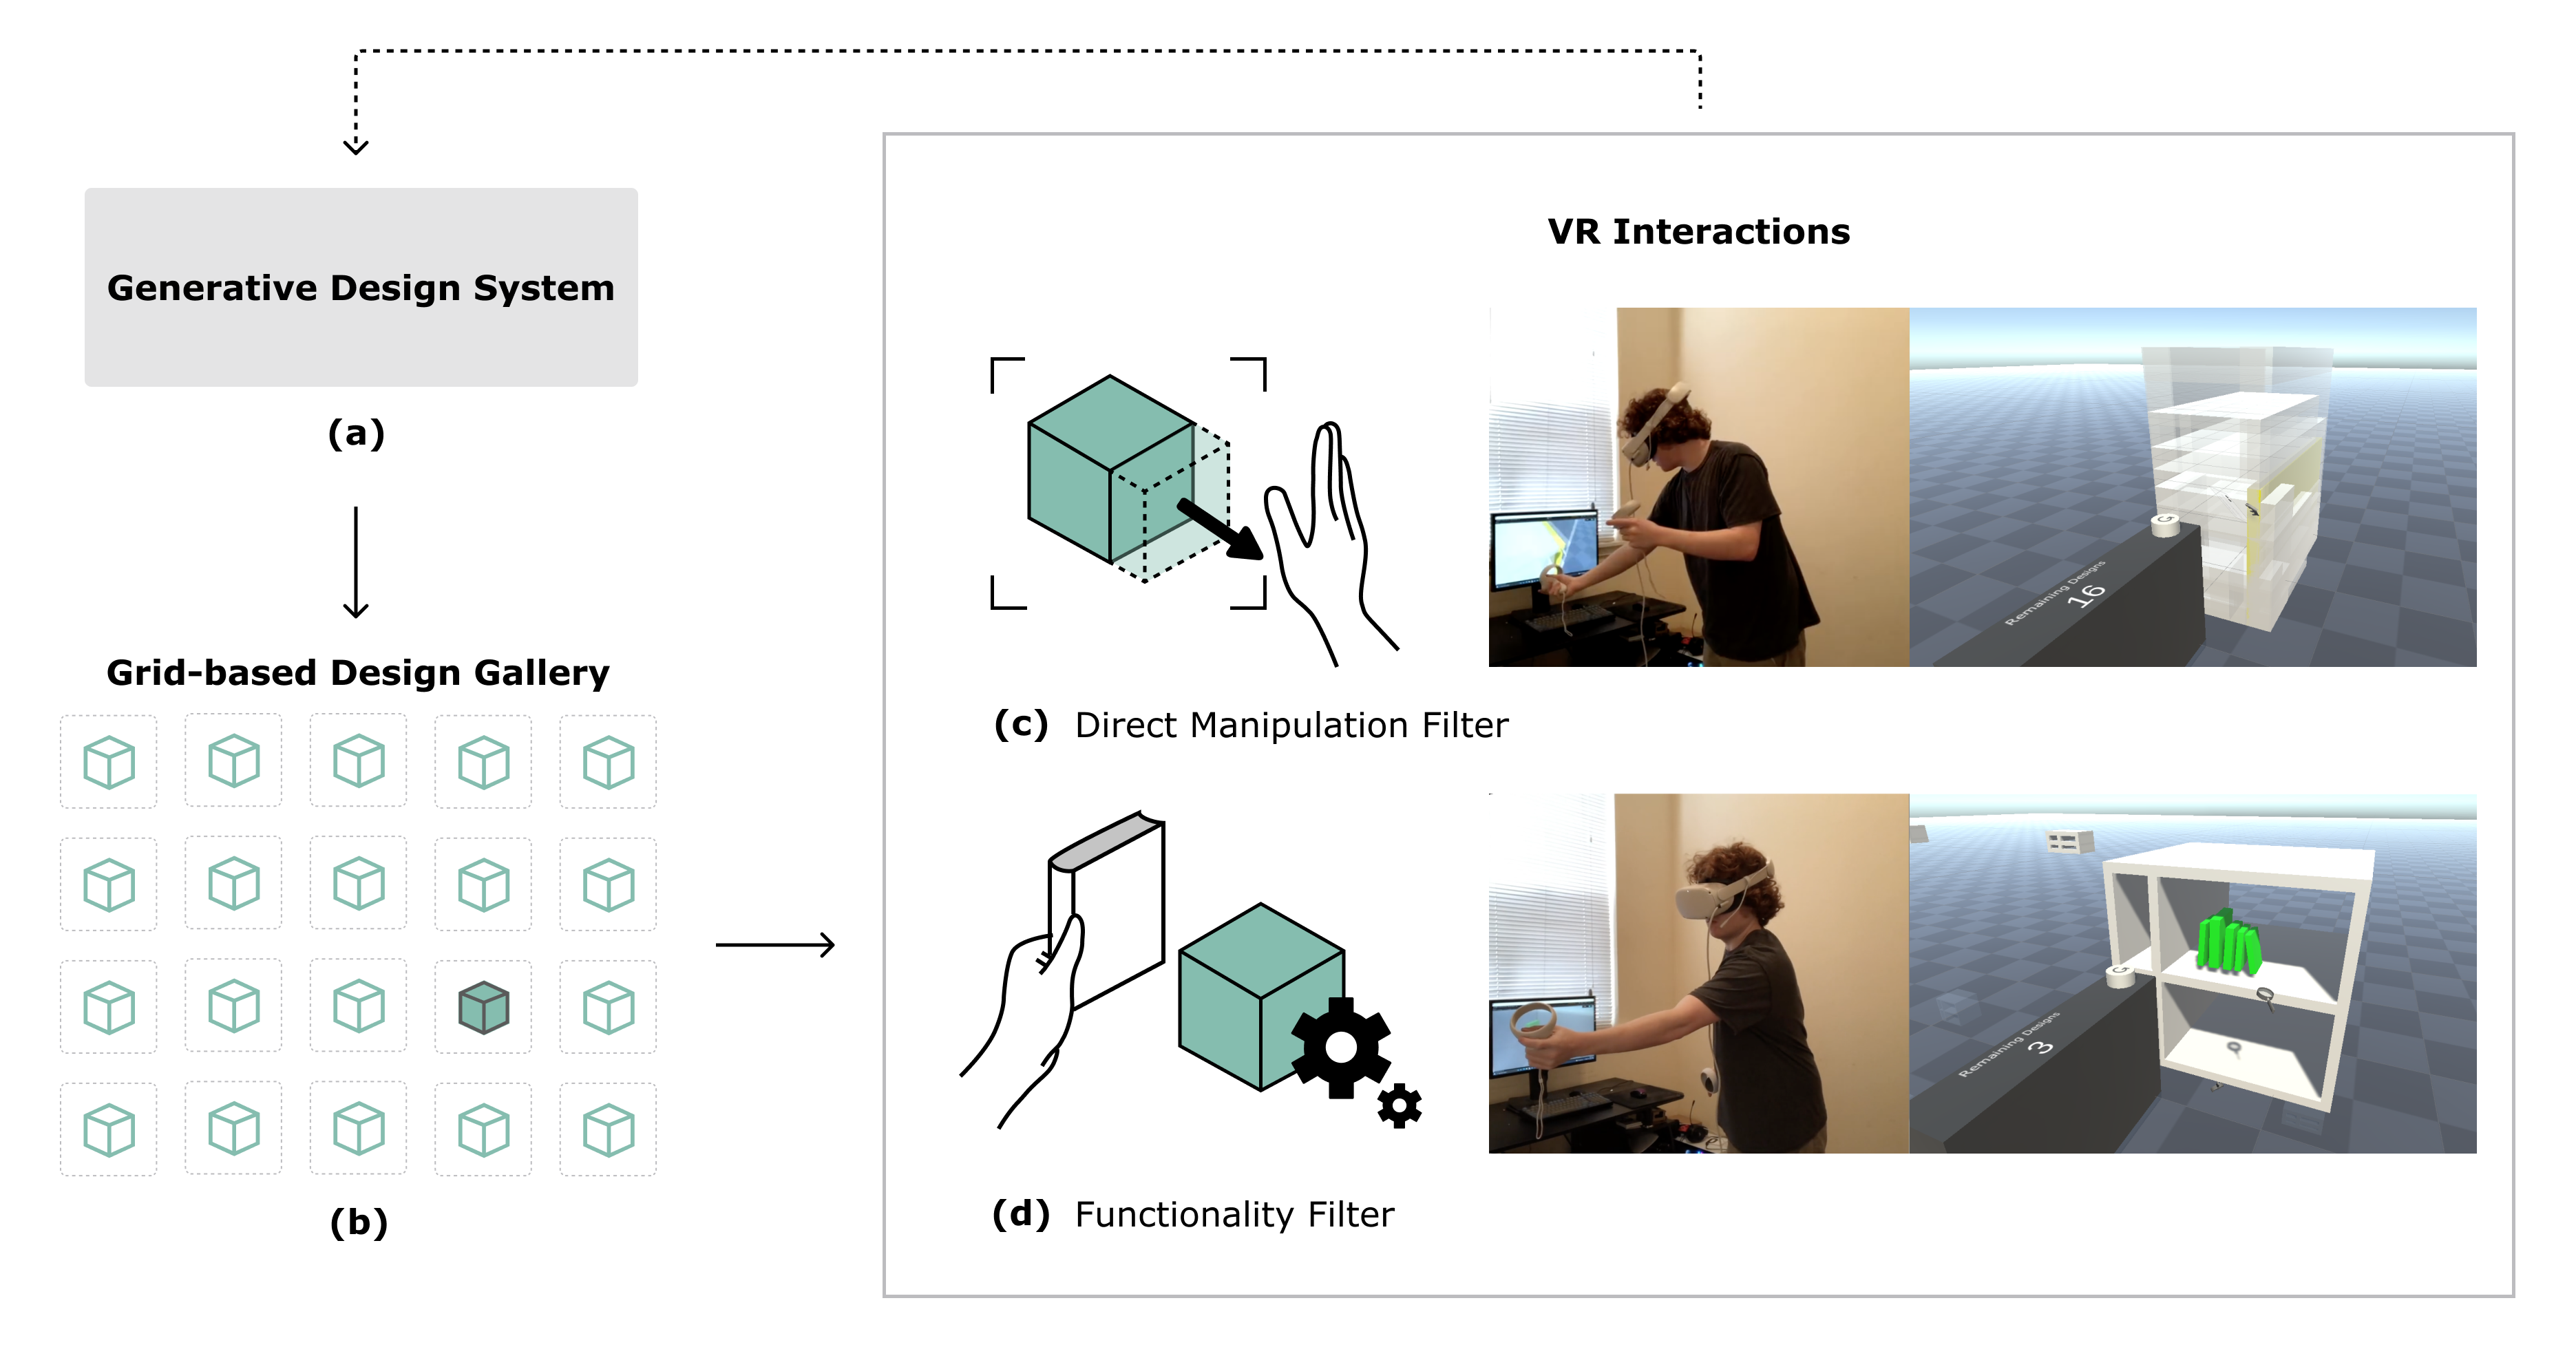 Generative Design System
(a)
Grid-based Design Gallery
(b)
VR Interactions
(c) Direct Manipulation Filter
Remaining Designs
16
(d) Functionality Filter
Remaining Designs
3